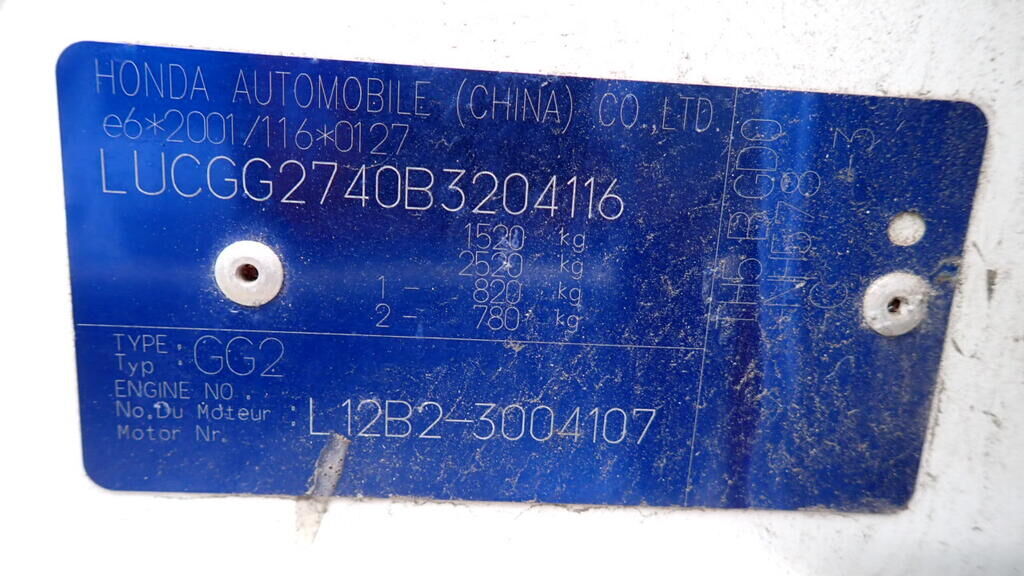 HONDA AUTOMOBILE (CHINA) CO.,LTD.
e6*2001/116*0127
LUCGG2740B3204116
1520 kg
2520 kg
1 - 820 kg
2 - 780 kg
TYPE :
Typ : GG2
ENGINE NO.
No.Du Moteur : L12B2-3004107
Motor Nr.
3